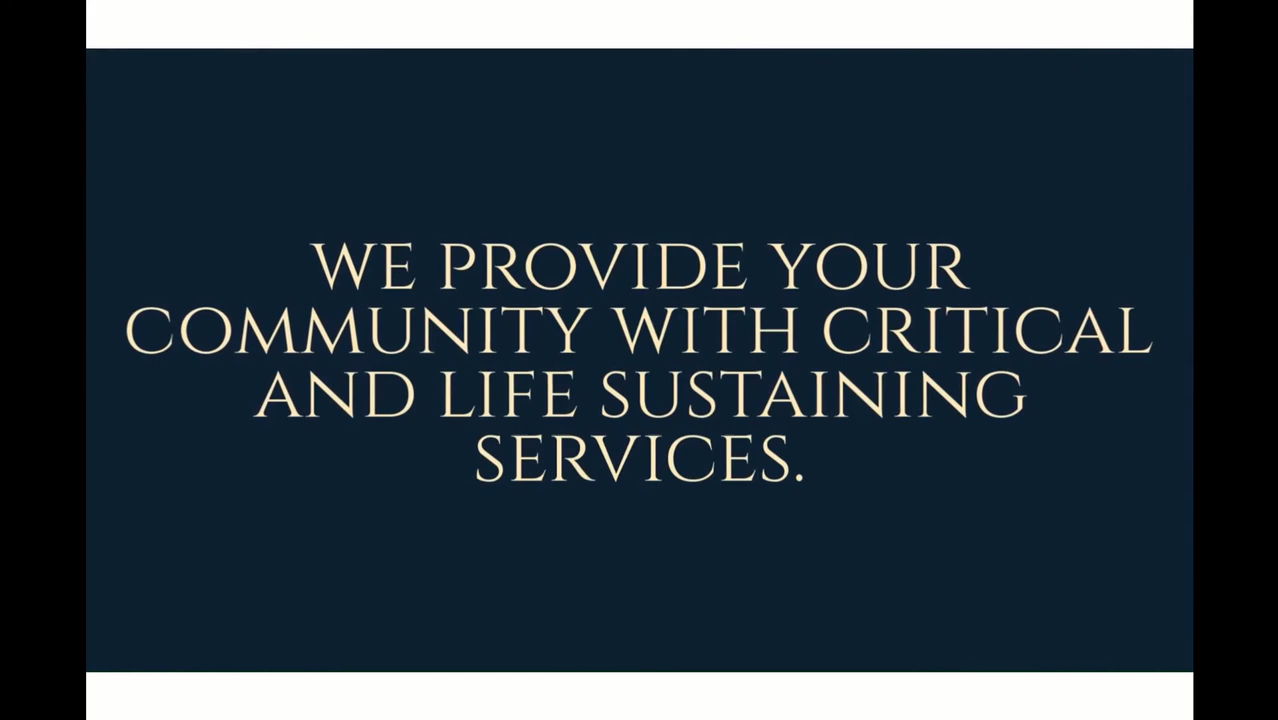 WE PROVIDE YOUR
COMMUNITY WITH CRITICAL
AND LIFE SUSTAINING
SERVICES.